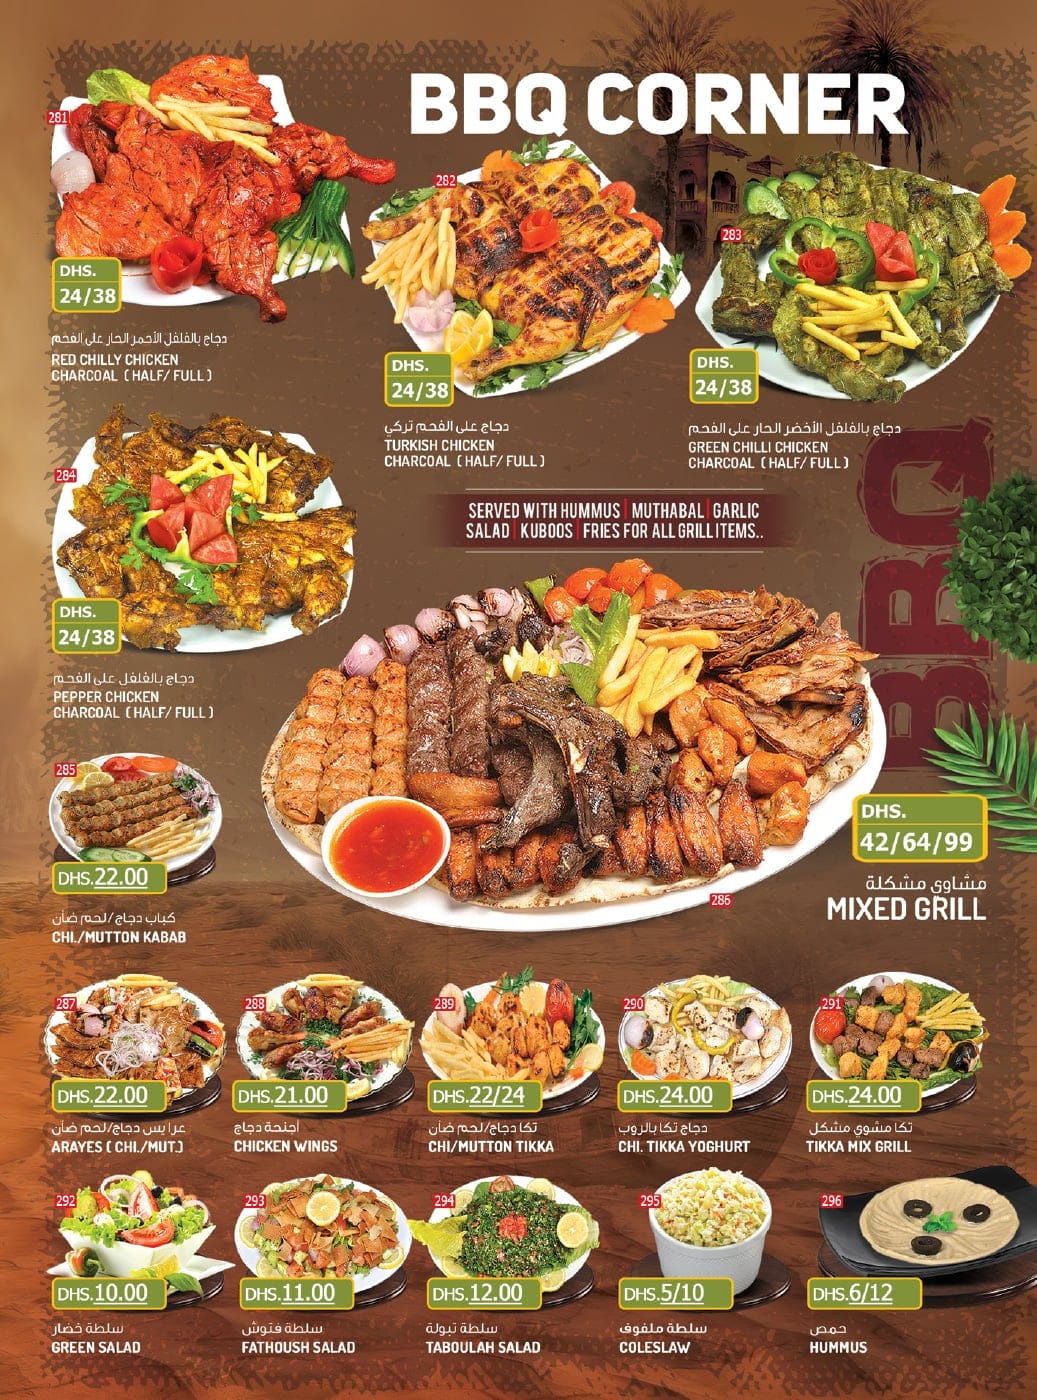 BBQ CORNER
281
DHS.
24/38
دجاج بالفلفل الأحمر الحار على الفحم
RED CHILLY CHICKEN
CHARCOAL ( HALF/ FULL )
282
DHS.
24/38
دجاج على الفحم تركي
TURKISH CHICKEN
CHARCOAL ( HALF/ FULL )
283
DHS.
24/38
دجاج بالفلفل الأخضر الحار على الفحم
GREEN CHILLI CHICKEN
CHARCOAL ( HALF/ FULL )
284
DHS.
24/38
دجاج بالفلفل على الفحم
PEPPER CHICKEN
CHARCOAL ( HALF/ FULL )
SERVED WITH HUMMUS | MUTHABAL | GARLIC
SALAD | KUBOOS | FRIES FOR ALL GRILL ITEMS..
BBQ
285
DHS.22.00
كباب دجاج/لحم ضأن
CHI./MUTTON KABAB
286
DHS.
42/64/99
مشاوي مشكلة
MIXED GRILL
287
DHS.22.00
عرايس دجاج/لحم ضأن
ARAYES ( CHI./MUT.)
288
DHS.21.00
أجنحة دجاج
CHICKEN WINGS
289
DHS.22/24
تكا دجاج/لحم ضأن
CHI/MUTTON TIKKA
290
DHS.24.00
دجاج تكا بالروب
CHI. TIKKA YOGHURT
291
DHS.24.00
تكا مشوي مشكل
TIKKA MIX GRILL
292
DHS.10.00
سلطة خضار
GREEN SALAD
293
DHS.11.00
سلطة فتوش
FATHOUSH SALAD
294
DHS.12.00
سلطة تبولة
TABOULAH SALAD
295
DHS.5/10
سلطة ملفوف
COLESLAW
296
DHS.6/12
حمص
HUMMUS